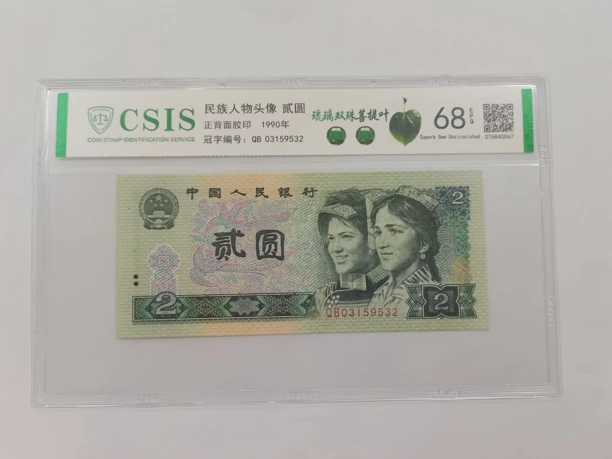 CSIS
COIN STAMP IDENTIFICATION SERVICE
民族人物头像 贰圆
正背面胶印 1990年
冠字编号: QB 03159532
琉璃双珠菩提叶
68 EPQ
Superb Gem Uncirculated
376840067
中国人民银行
贰圆
2
2
QB03159532
2